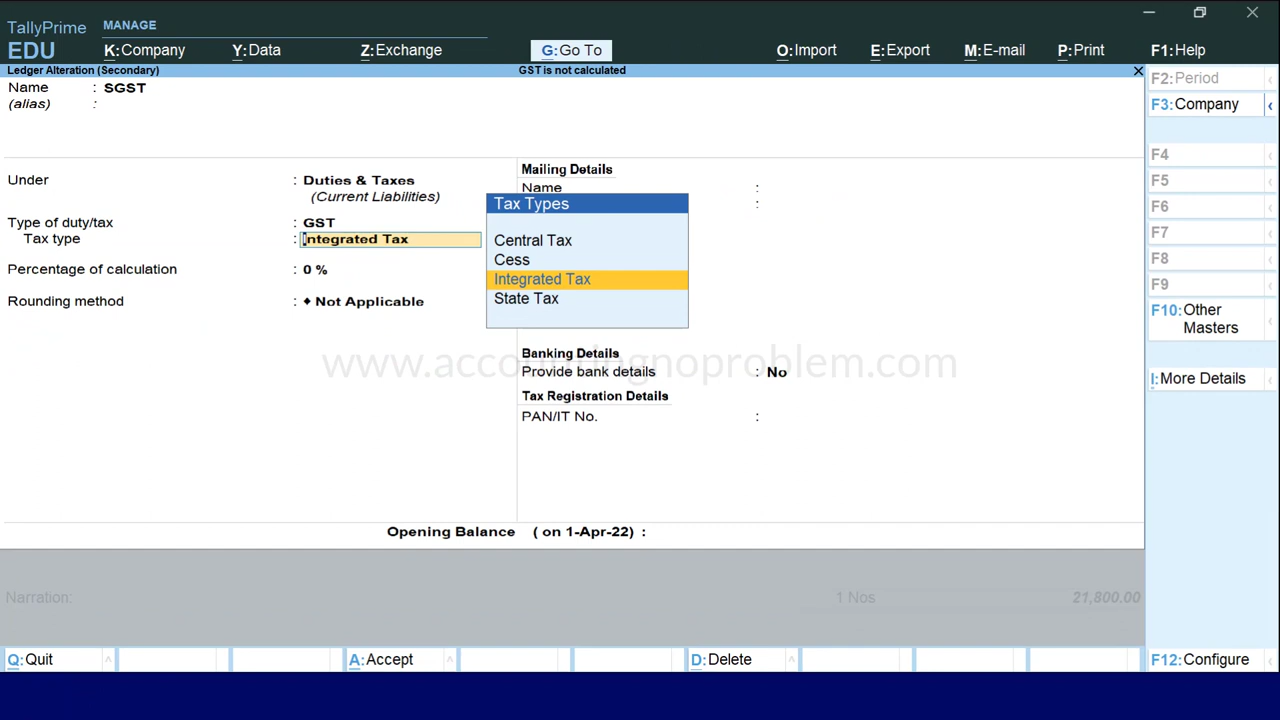 TallyPrime MANAGE
EDU K:Company Y:Data Z:Exchange G:Go To O:Import E:Export M:E-mail P:Print F1:Help
Ledger Alteration (Secondary) GST is not calculated
Name : SGST
(alias) :
F2:Period
F3:Company
F4
F5
F6
F7
F8
F9
F10:Other
Masters
I:More Details
Under : Duties & Taxes
(Current Liabilities)
Type of duty/tax : GST
Tax type : Integrated Tax
Percentage of calculation : 0 %
Rounding method : ♦ Not Applicable
Mailing Details
Name :
:
Tax Types
Central Tax
Cess
Integrated Tax
State Tax
Banking Details
Provide bank details : No
Tax Registration Details
PAN/IT No. :
www.accountingnoproblem.com
Opening Balance ( on 1-Apr-22) :
Narration: 1 Nos 21,800.00
Q:Quit A:Accept D:Delete F12:Configure